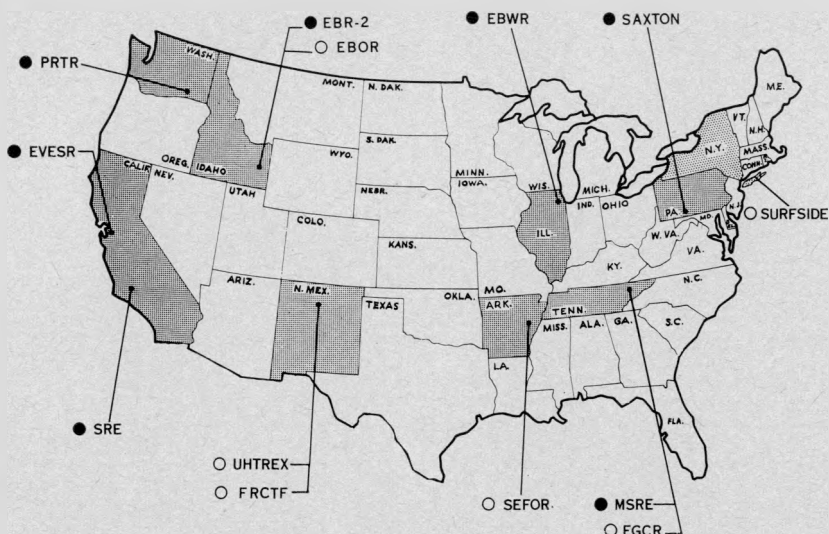 EBR-2
EBOR
EBWR
SAXTON
PRTR
EVESR
SURFSIDE
SRE
UHTREX
FRCTF
SEFOR
MSRE
EGCR
WASH.
MONT.
N. DAK.
M.E.
VT.
N.H.
MASS.
CONN.
N.Y.
S. DAK.
MINN.
WIS.
MICH.
OREG.
IDAHO
WYO.
CALIF.
NEV.
UTAH
NEBR.
IOWA.
ILL.
IND.
OHIO
PA.
N.J.
MD.
W. VA.
VA.
COLO.
KANS.
MO.
KY.
N.C.
ARIZ.
N. MEX.
TEXAS
OKLA.
ARK.
TENN.
MISS.
ALA.
GA.
S.C.
LA.
FLA.